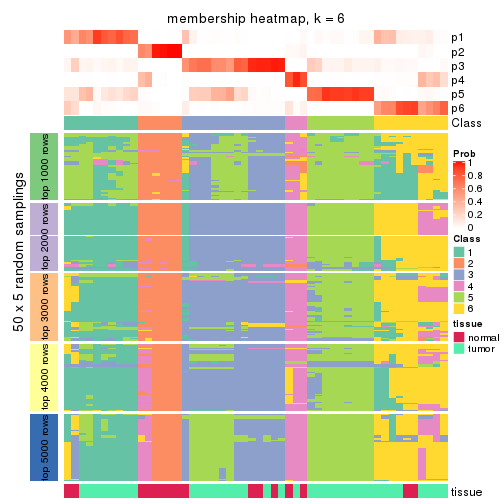 membership heatmap, k = 6
p1
p2
p3
p4
p5
p6
Class
50 x 5 random samplings
top 1000 rows
top 2000 rows
top 3000 rows
top 4000 rows
top 5000 rows
tissue
Prob
1
0.8
0.6
0.4
0.2
0
Class
1
2
3
4
5
6
tissue
normal
tumor